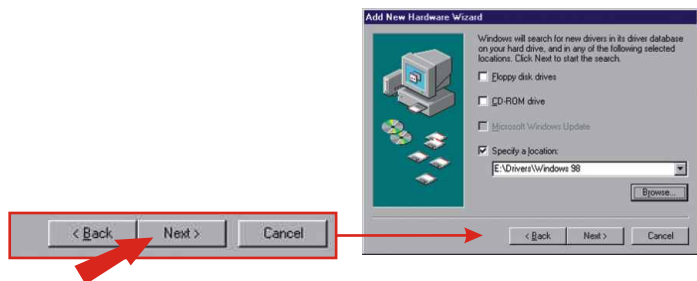 Add New Hardware Wizard
Windows will search for new drivers in its driver database
on your hard drive, and in any of the following selected
locations. Click Next to start the search.
Floppy disk drives
CD-ROM drive
Microsoft Windows Update
Specify a location:
E:\Drivers\Windows 98
Browse...
< Back
Next >
Cancel
< Back
Next >
Cancel